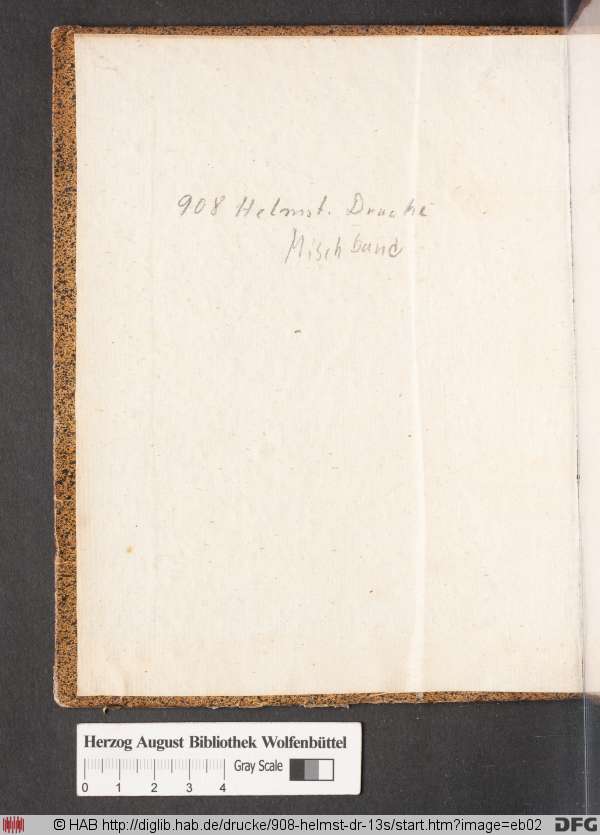 908 Helmst. Drucke
Mischband
Herzog August Bibliothek Wolfenbüttel
Gray Scale
0 1 2 3 4
© HAB http://diglib.hab.de/drucke/908-helmst-dr-13s/start.htm?image=eb02
DFG